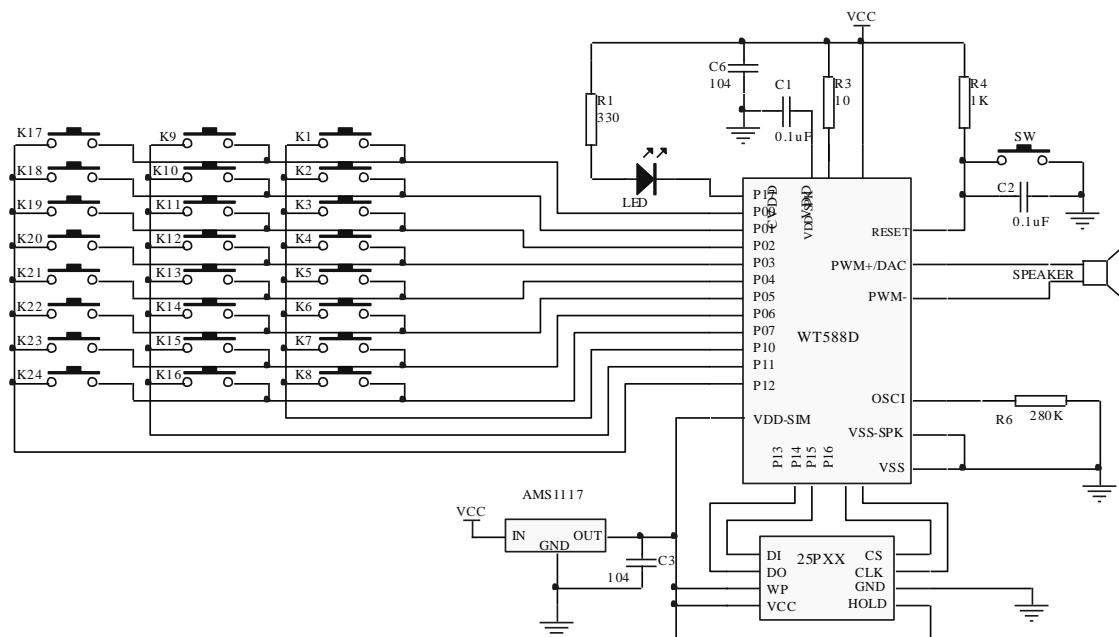 VCC
C6
104
C1
0.1uF
R3
10
R4
1K
R1
330
SW
C2
0.1uF
LED
K17
K9
K1
K18
K10
K2
K19
K11
K3
K20
K12
K4
K21
K13
K5
K22
K14
K6
K23
K15
K7
K24
K16
K8
P00
P01
P02
P03
P04
P05
P06
P07
P10
P11
P12
VDD-SIM
P13
P14
P15
P16
WT588D
RESET
PWM+/DAC
PWM-
OSCI
VSS-SPK
VSS
SPEAKER
R6
280K
AMS1117
VCC
IN
OUT
GND
C3
104
25PXX
DI
DO
WP
VCC
CS
CLK
GND
HOLD